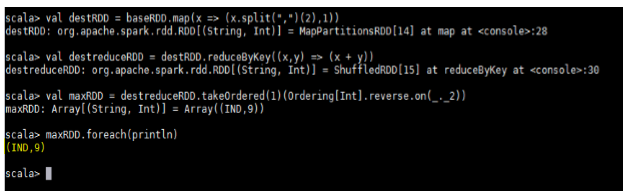 scala> val destRDD = baseRDD.map(x => (x.split(",")(2),1))
destRDD: org.apache.spark.rdd.RDD[(String, Int)] = MapPartitionsRDD[14] at map at <console>:28
scala> val destreduceRDD = destRDD.reduceByKey((x,y) => (x + y))
destreduceRDD: org.apache.spark.rdd.RDD[(String, Int)] = ShuffledRDD[15] at reduceByKey at <console>:30
scala> val maxRDD = destreduceRDD.takeOrdered(1)(Ordering[Int].reverse.on(_._2))
maxRDD: Array[(String, Int)] = Array((IND,9))
scala> maxRDD.foreach(println)
(IND,9)
scala>